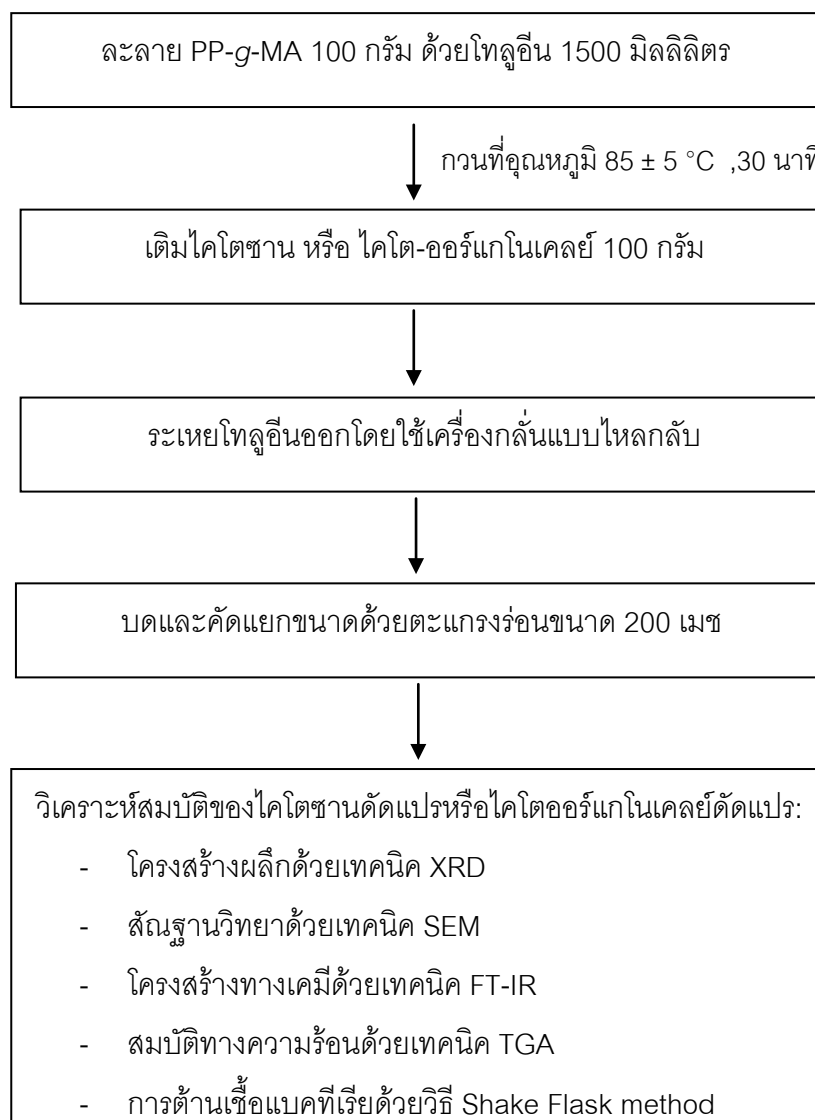 ละลาย PP-g-MA 100 กรัม ด้วยโทลูอีน 1500 มิลลิลิตร
กวนที่อุณหภูมิ 85 ± 5 °C ,30 นาที
เติมไคโตซาน หรือ ไคโต-ออร์แกโนเคลย์ 100 กรัม
ระเหยโทลูอีนออกโดยใช้เครื่องกลั่นแบบไหลกลับ
บดและคัดแยกขนาดด้วยตะแกรงร่อนขนาด 200 เมช
วิเคราะห์สมบัติของไคโตซานดัดแปรหรือไคโตออร์แกโนเคลย์ดัดแปร:
- โครงสร้างผลึกด้วยเทคนิค XRD
- สัณฐานวิทยาด้วยเทคนิค SEM
- โครงสร้างทางเคมีด้วยเทคนิค FT-IR
- สมบัติทางความร้อนด้วยเทคนิค TGA
- การต้านเชื้อแบคทีเรียด้วยวิธี Shake Flask method